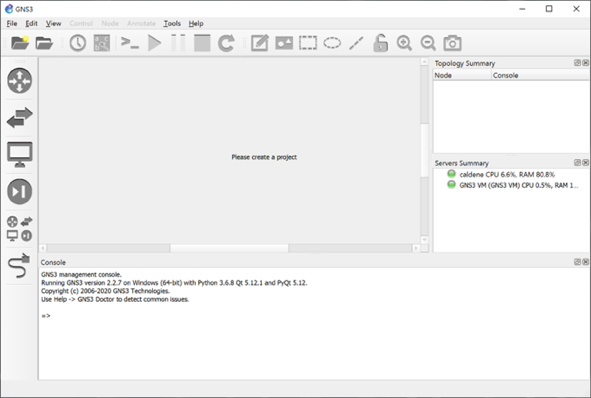 GNS3
File Edit View Control Node Annotate Tools Help
Topology Summary
Node Console
Please create a project
Servers Summary
caldene CPU 6.6%, RAM 80.8%
GNS3 VM (GNS3 VM) CPU 0.5%, RAM 1...
Console
GNS3 management console.
Running GNS3 version 2.2.7 on Windows (64-bit) with Python 3.6.8 Qt 5.12.1 and PyQt 5.12.
Copyright (c) 2006-2020 GNS3 Technologies.
Use Help -> GNS3 Doctor to detect common issues.
=>